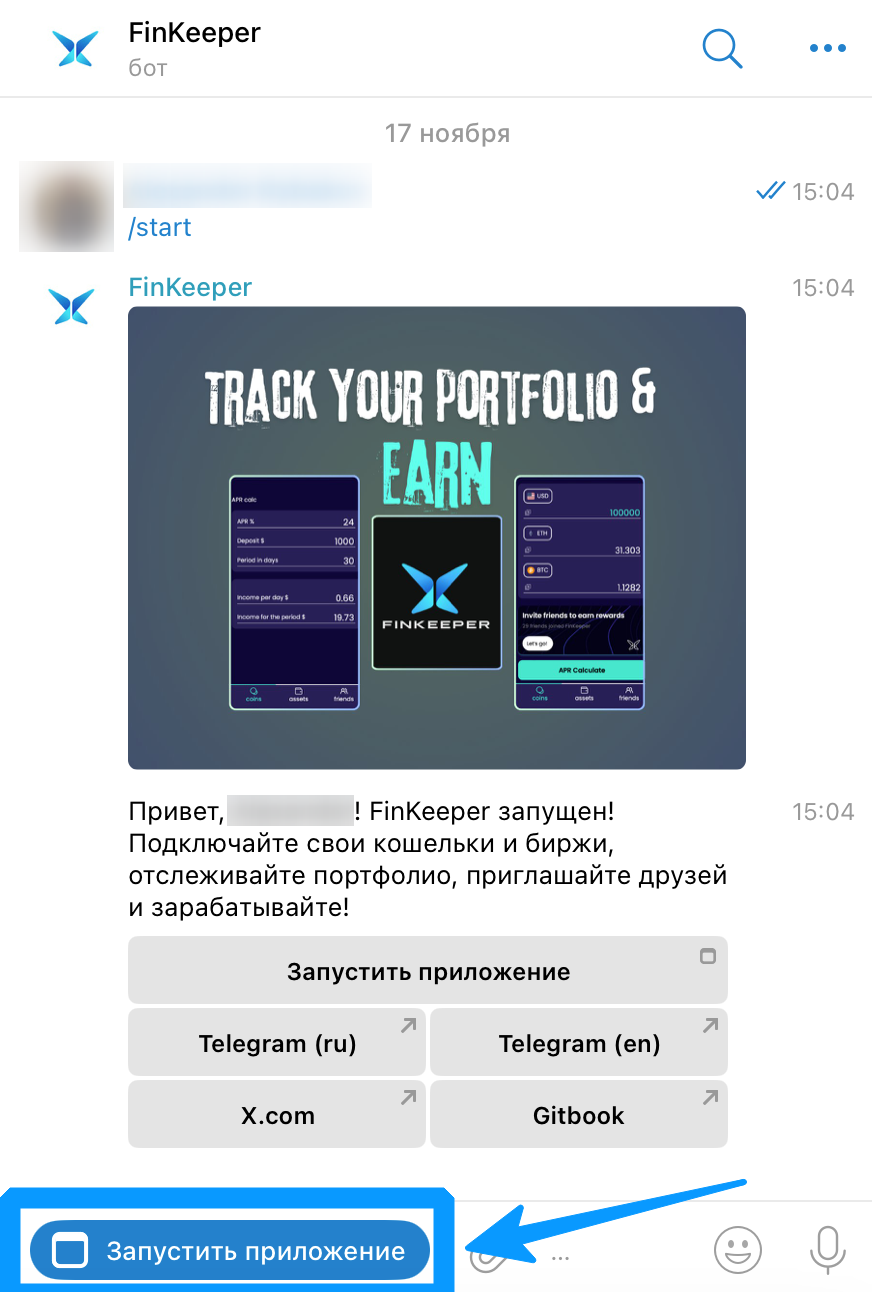 FinKeeper
бот
17 ноября
15:04
/start
FinKeeper
15:04
TRACK YOUR PORTFOLIO &
EARN
APR calc
APR % 24
Deposit $ 1000
Period in days 30
Income per day $ 0.66
Income for the period $ 19.73
coins assets friends
FINKEEPER
USD
100000
ETH
31.303
BTC
1.1282
Invite friends to earn rewards
25 friends joined FinKeeper
Let's go!
APR Calculate
coins assets friends
Привет, ! FinKeeper запущен!
15:04
Подключайте свои кошельки и биржи,
отслеживайте портфолио, приглашайте друзей
и зарабатывайте!
Запустить приложение
Telegram (ru) Telegram (en)
X.com Gitbook
Запустить приложение ...